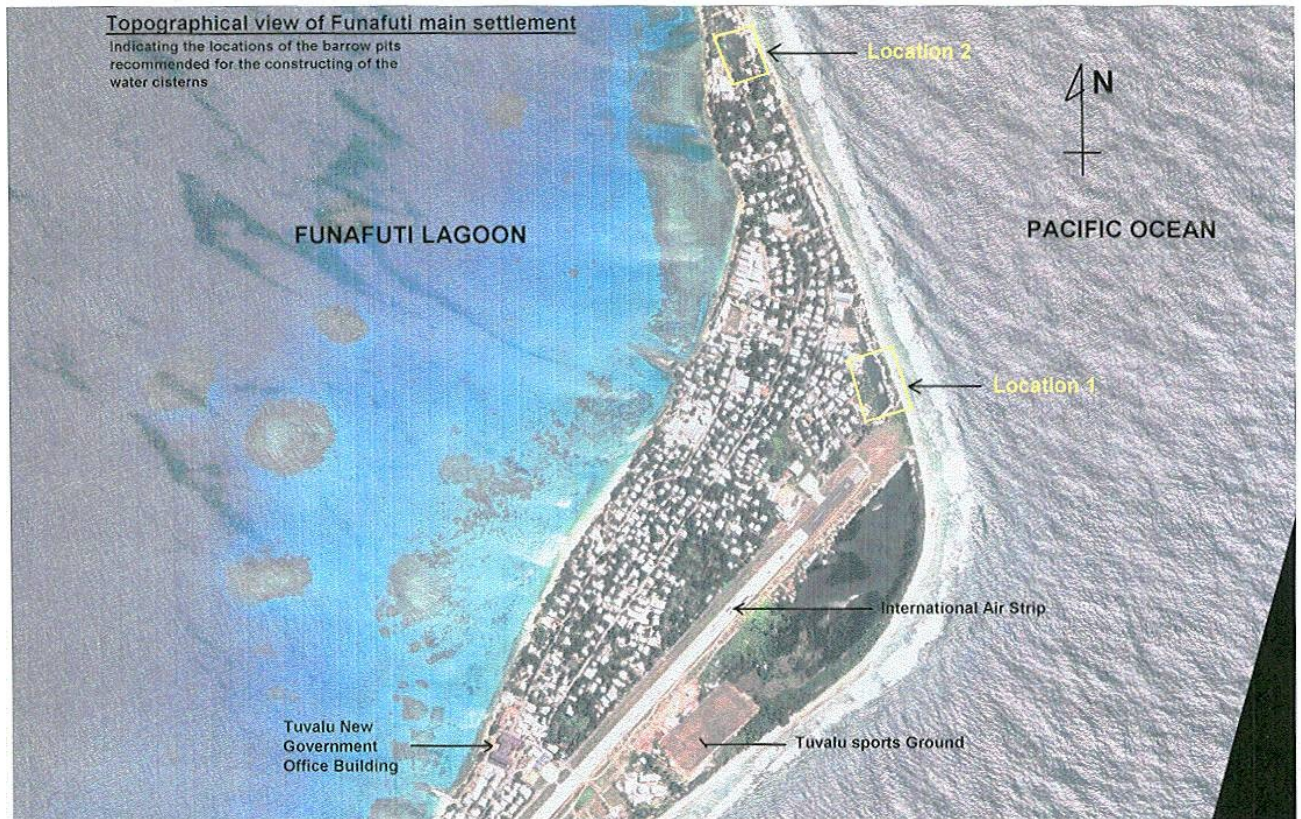 Topographical view of Funafuti main settlement
Indicating the locations of the barrow pits
recommended for the constructing of the
water cisterns
Location 2
N
FUNAFUTI LAGOON
PACIFIC OCEAN
Location 1
International Air Strip
Tuvalu New
Government
Office Building
Tuvalu sports Ground